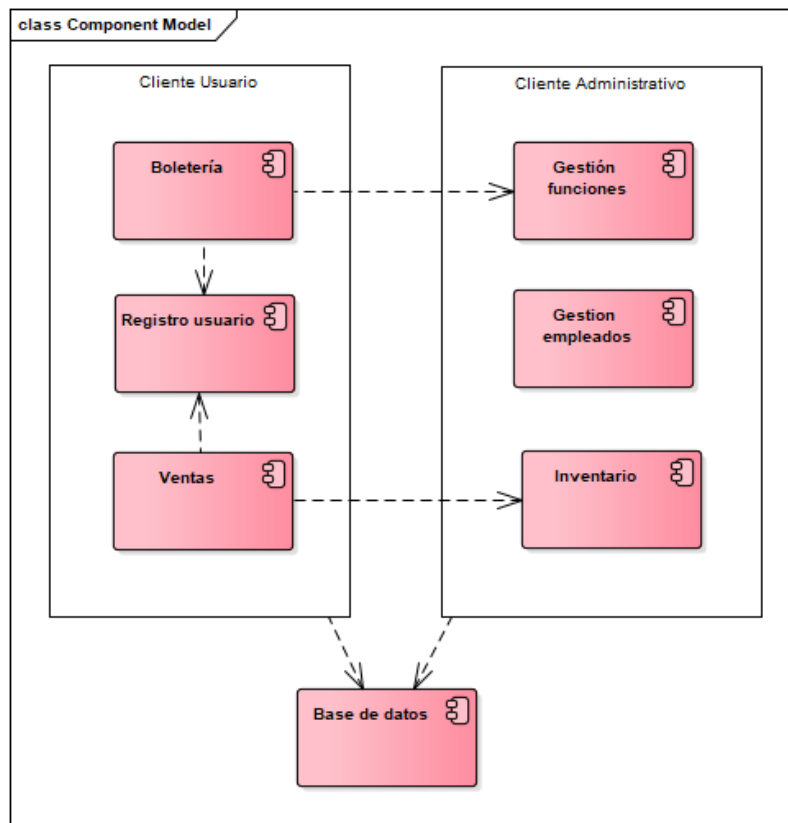 class Component Model
Cliente Usuario
Cliente Administrativo
Boletería
Gestión
funciones
Registro usuario
Gestion
empleados
Ventas
Inventario
Base de datos